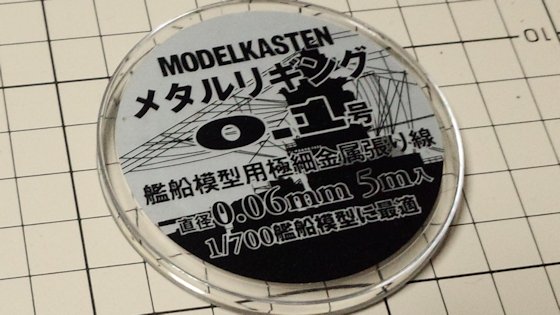 MODELKASTEN
メタルリギング
0.1号
艦船模型用極細金属張り線
直径0.06mm 5m入
1/700艦船模型に最適
10